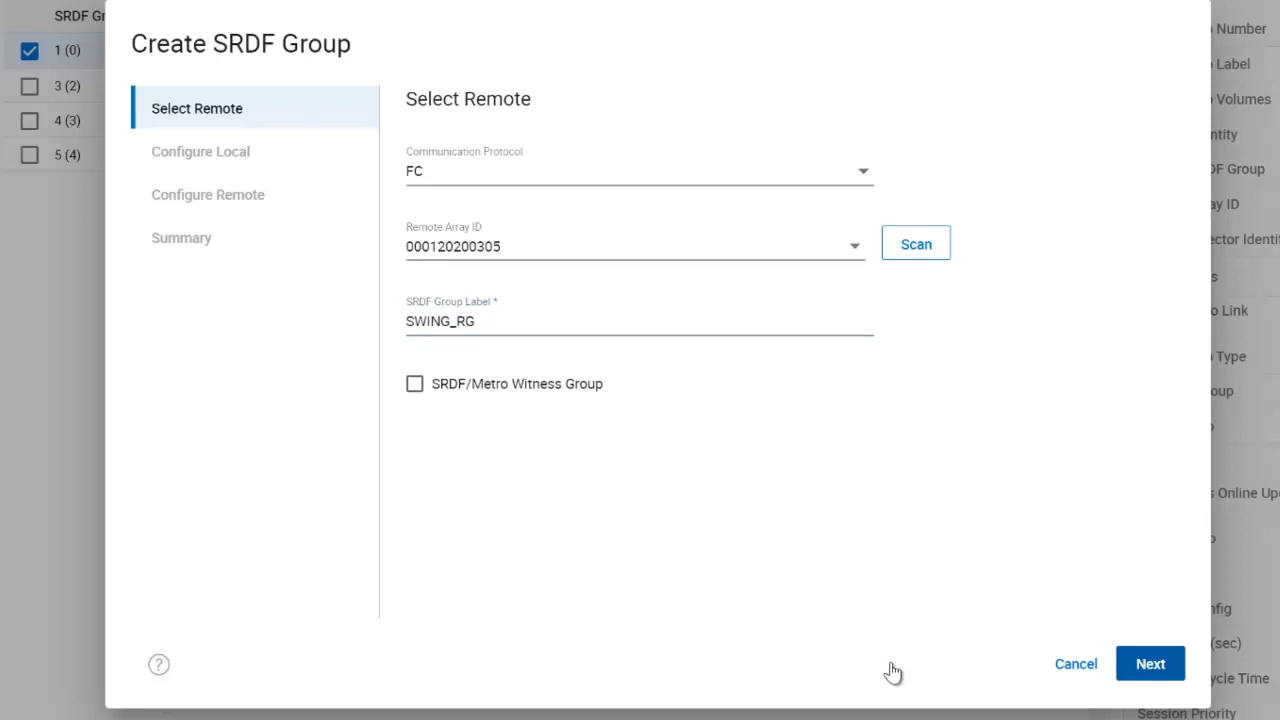 SRDF Gr
1 (0)
3 (2)
4 (3)
5 (4)
Create SRDF Group
Select Remote
Configure Local
Configure Remote
Summary
Select Remote
Communication Protocol
FC
Remote Array ID
000120200305
Scan
SRDF Group Label *
SWING_RG
SRDF/Metro Witness Group
?
Cancel
Next
Number
Label
Volumes
ntity
DF Group
ay ID
ector Identif
s
o Link
Type
oup
s Online Up
o
nfig
(sec)
ycle Time
Session Priority